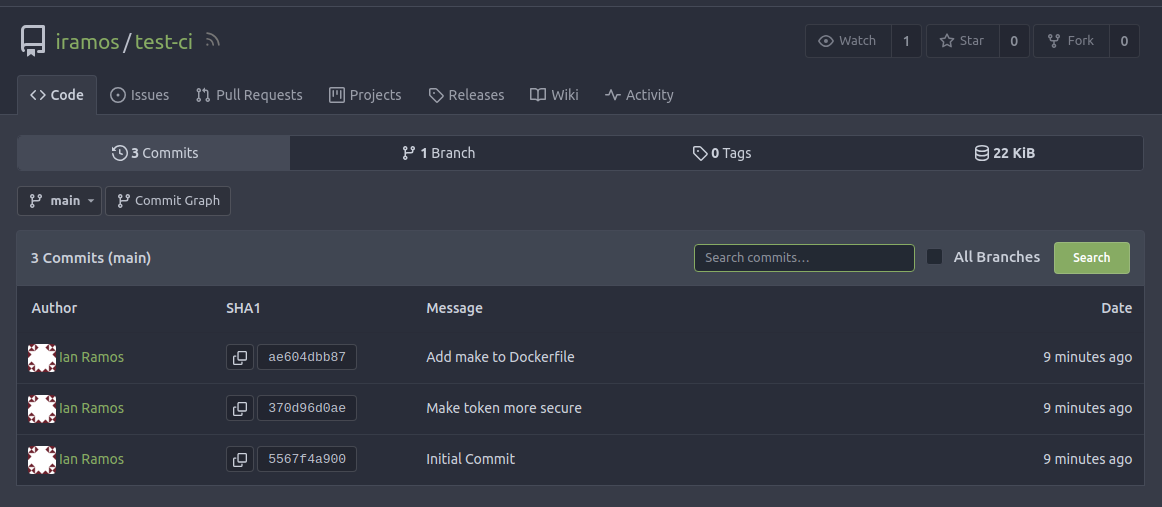 iramos / test-ci
Watch 1 Star 0 Fork 0
Code Issues Pull Requests Projects Releases Wiki Activity
3 Commits 1 Branch 0 Tags 22 KiB
main Commit Graph
3 Commits (main) Search commits... All Branches Search
Author SHA1 Message Date
Ian Ramos ae604dbb87 Add make to Dockerfile 9 minutes ago
Ian Ramos 370d96d0ae Make token more secure 9 minutes ago
Ian Ramos 5567f4a900 Initial Commit 9 minutes ago